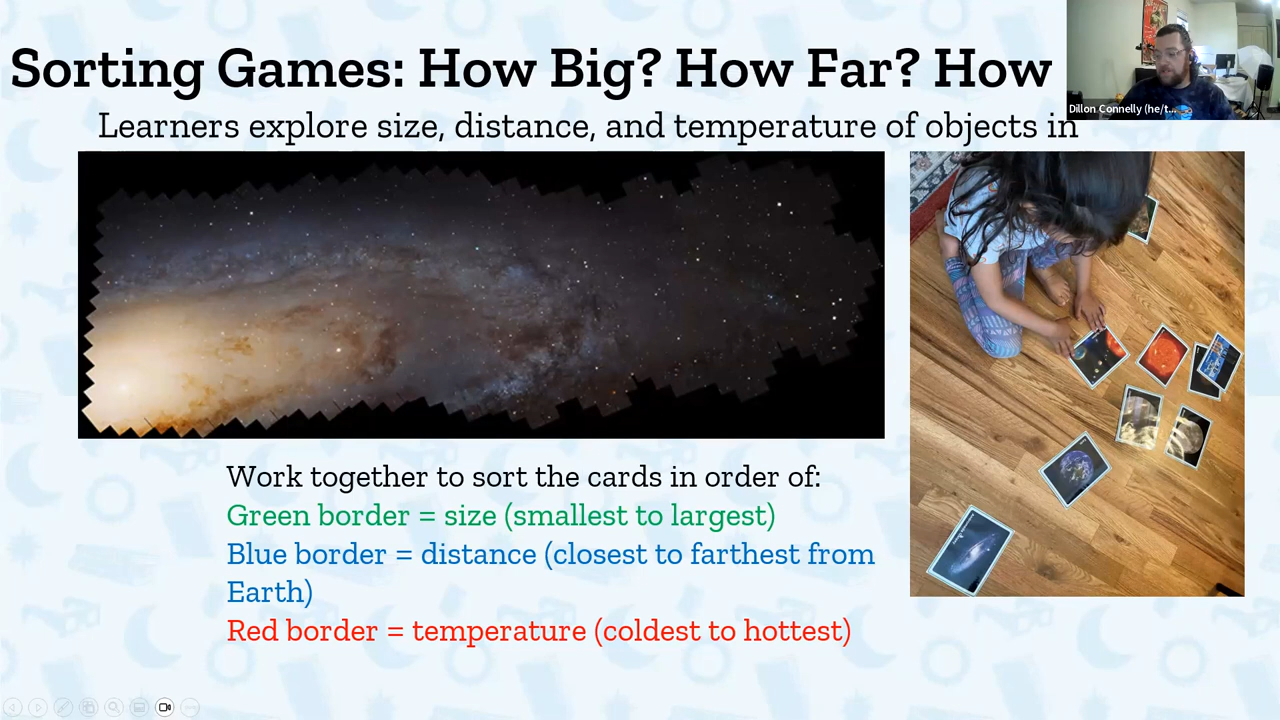 Sorting Games: How Big? How Far? How
Dillon Connelly (he/t...
Learners explore size, distance, and temperature of objects in
Work together to sort the cards in order of:
Green border = size (smallest to largest)
Blue border = distance (closest to farthest from
Earth)
Red border = temperature (coldest to hottest)